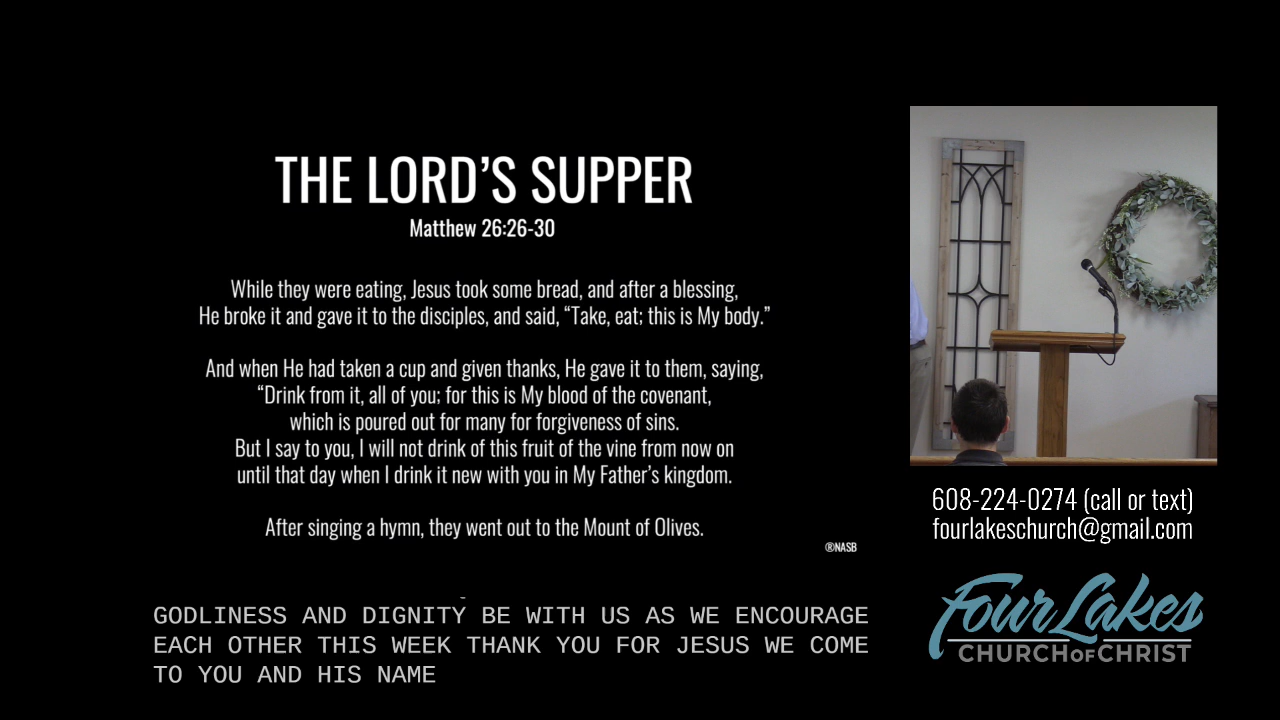 THE LORD’S SUPPER
Matthew 26:26-30
While they were eating, Jesus took some bread, and after a blessing,
He broke it and gave it to the disciples, and said, “Take, eat; this is My body.”
And when He had taken a cup and given thanks, He gave it to them, saying,
“Drink from it, all of you; for this is My blood of the covenant,
which is poured out for many for forgiveness of sins.
But I say to you, I will not drink of this fruit of the vine from now on
until that day when I drink it new with you in My Father’s kingdom.
After singing a hymn, they went out to the Mount of Olives.
®NASB
GODLINESS AND DIGNITY BE WITH US AS WE ENCOURAGE
EACH OTHER THIS WEEK THANK YOU FOR JESUS WE COME
TO YOU AND HIS NAME
608-224-0274 (call or text)
fourlakeschurch@gmail.com
Four Lakes
CHURCH OF CHRIST